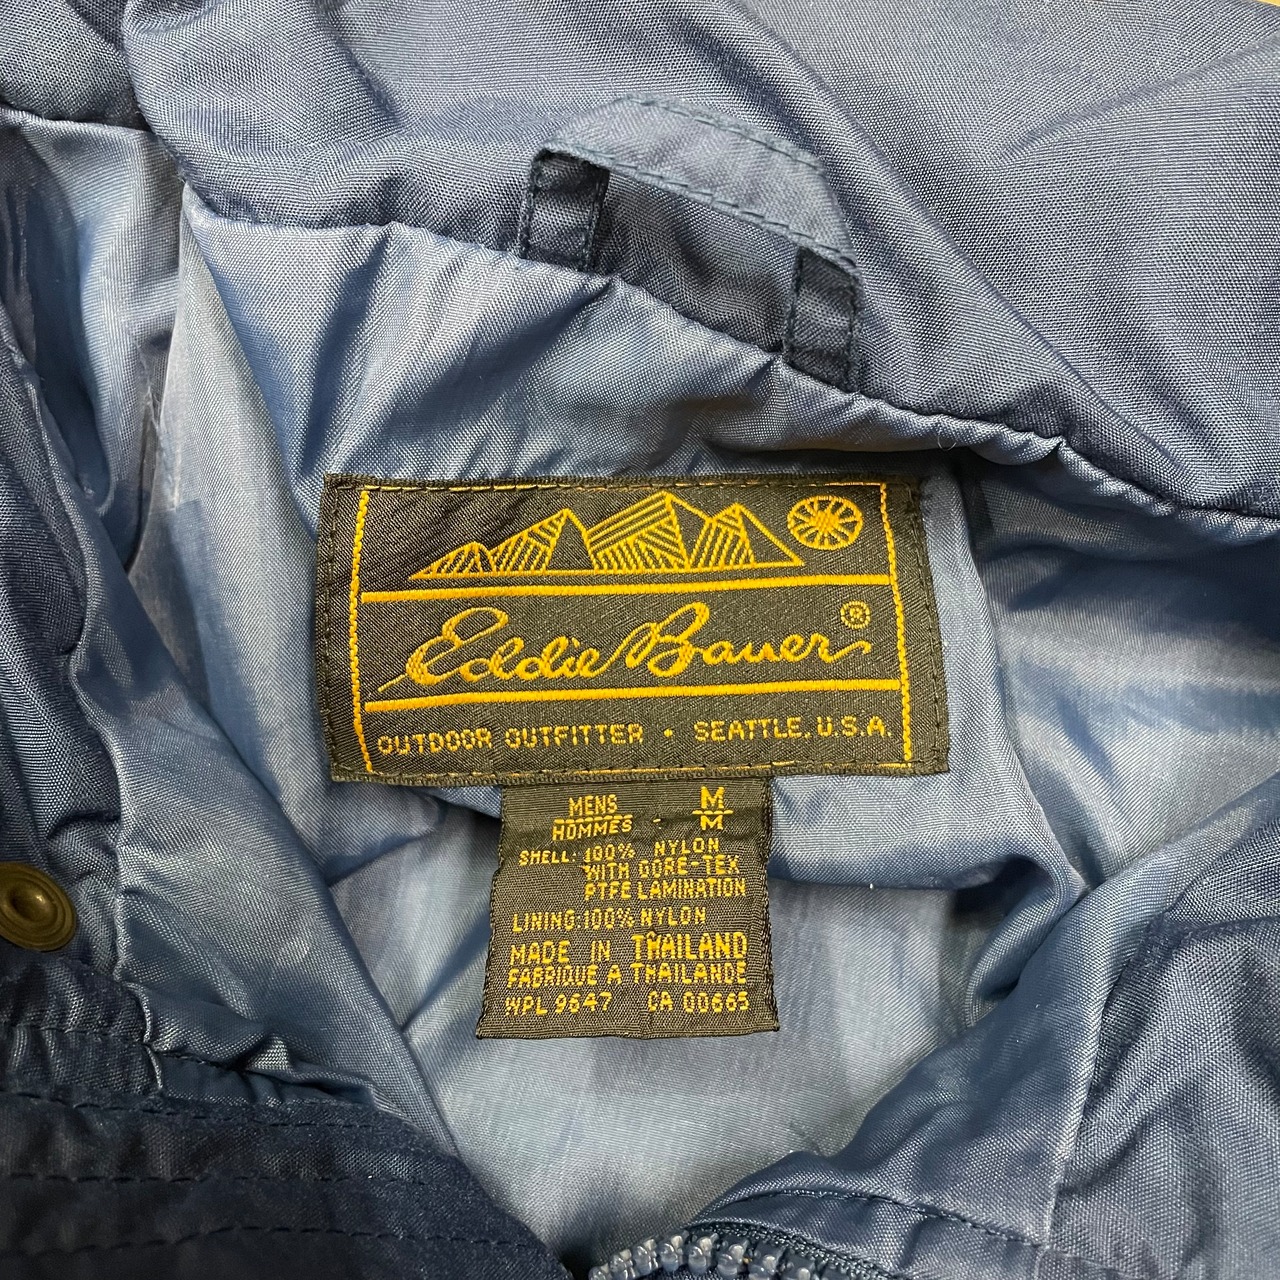 Eddie Bauer®
OUTDOOR OUTFITTER • SEATTLE, U.S.A.
MENS M
HOMMES - M
SHELL: 100% NYLON
WITH GORE-TEX
PTFE LAMINATION
LINING: 100% NYLON
MADE IN THAILAND
FABRIQUÉ A THAILANDE
WPL 9647 CA 00665